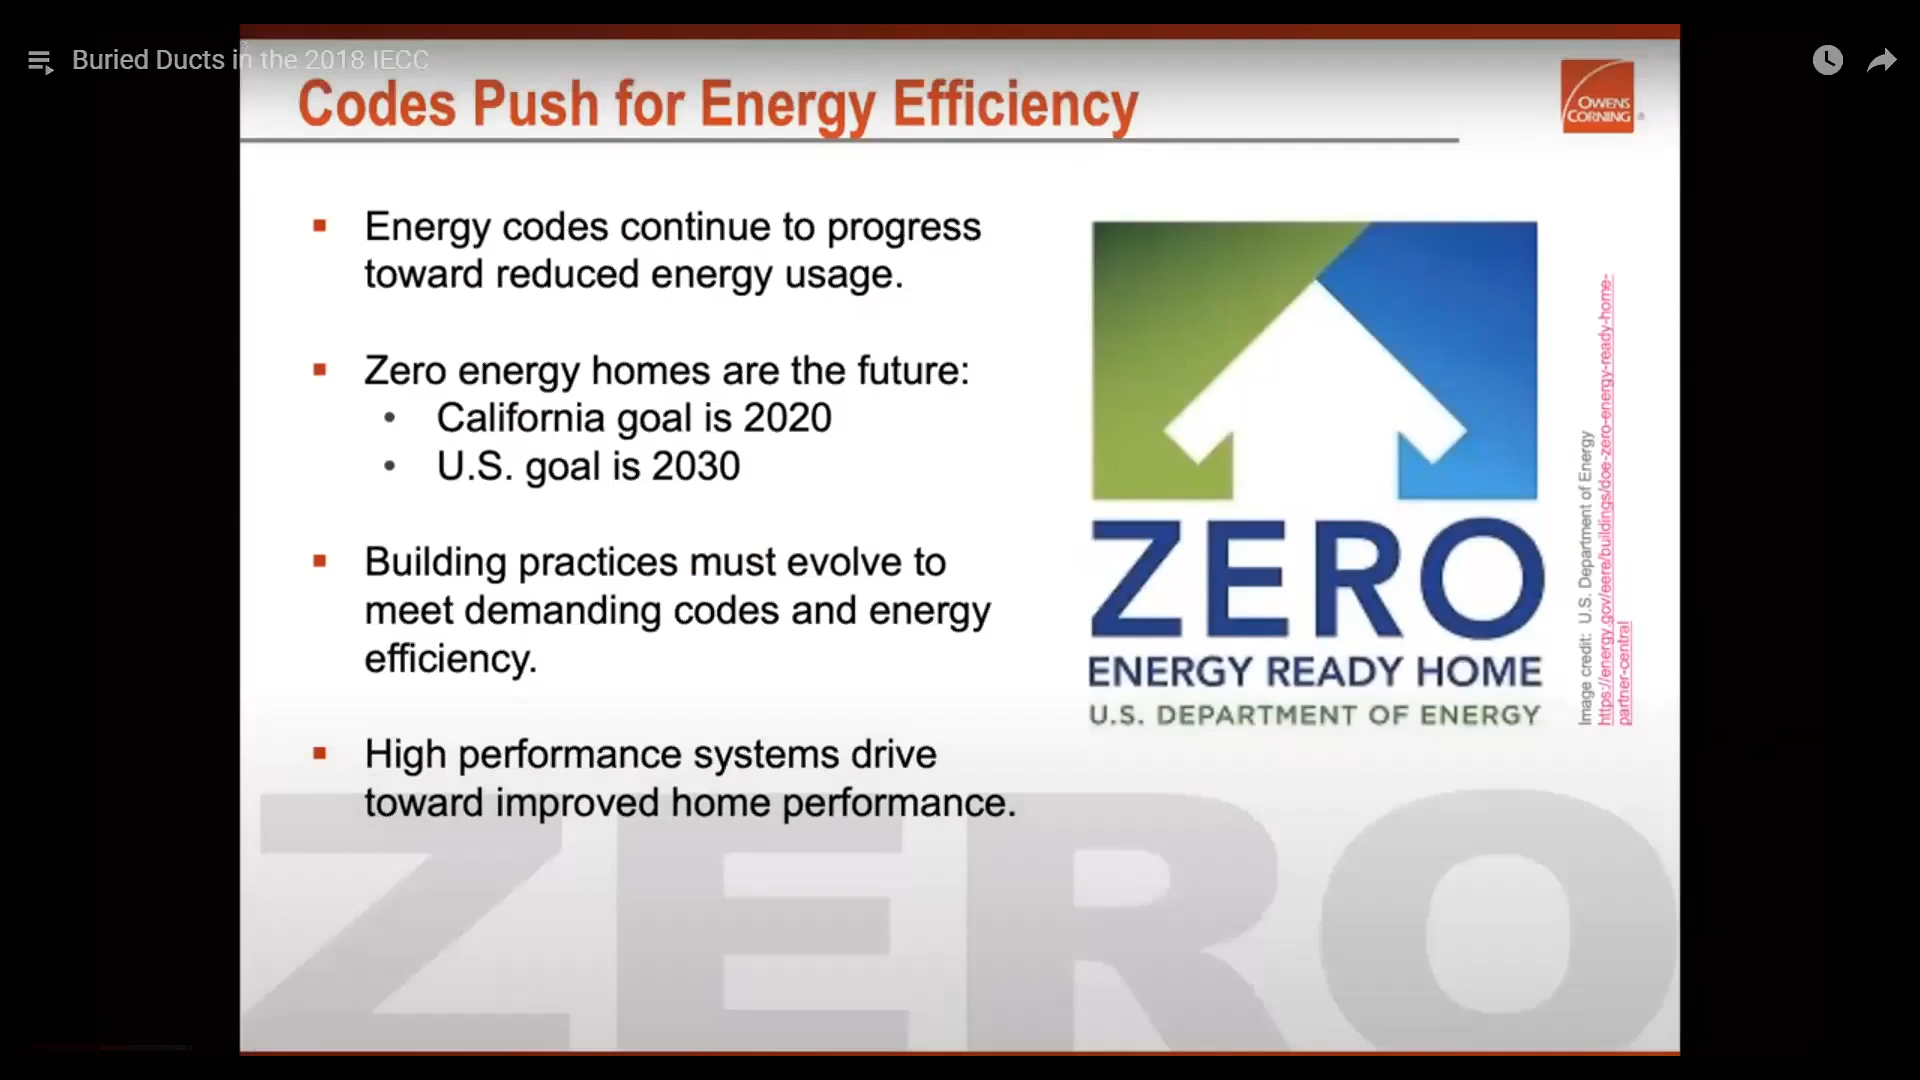 Buried Ducts in the 2018 IECC
Codes Push for Energy Efficiency
OWENS
CORNING
®
▪ Energy codes continue to progress
toward reduced energy usage.
▪ Zero energy homes are the future:
• California goal is 2020
• U.S. goal is 2030
▪ Building practices must evolve to
meet demanding codes and energy
efficiency.
▪ High performance systems drive
toward improved home performance.
ZERO
ENERGY READY HOME
U.S. DEPARTMENT OF ENERGY
Image credit: U.S. Department of Energy
https://energy.gov/eere/buildings/doe-zero-energy-ready-home-
partner-central
ZERO